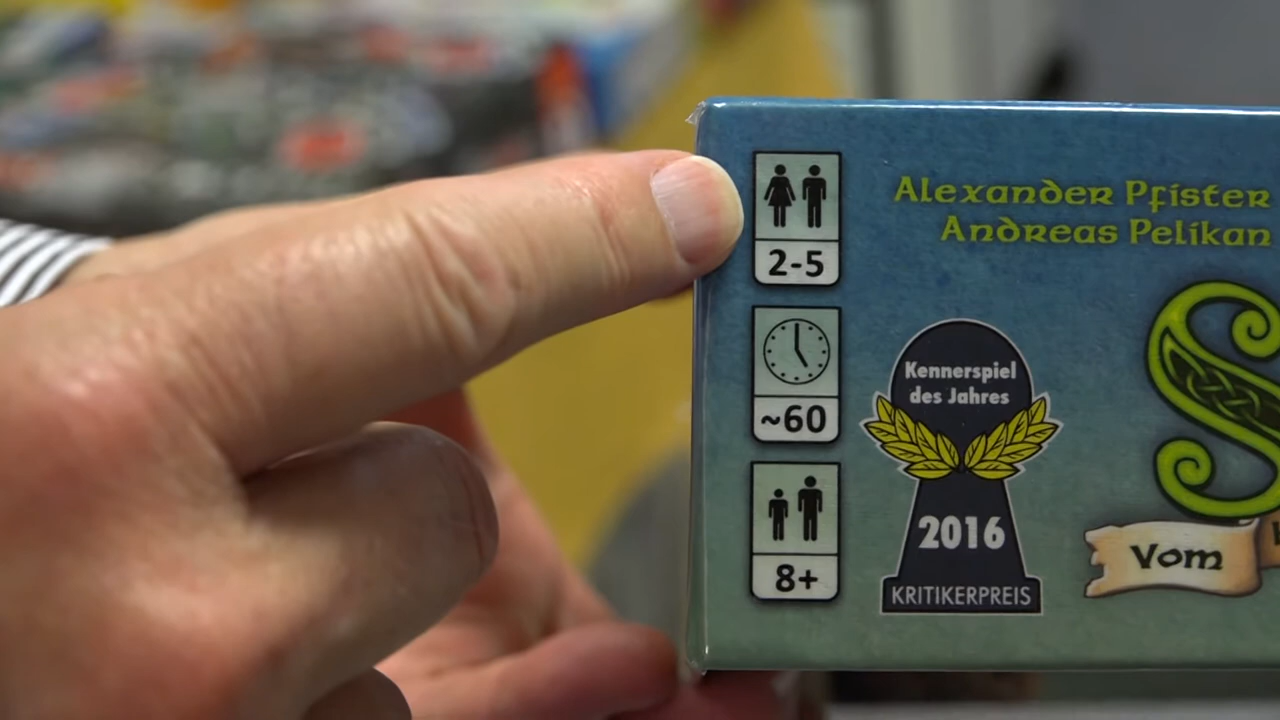 2-5
~60
8+
Alexander Pfister
Andreas Pelikan
Kennerspiel
des Jahres
2016
KRITIKERPREIS
S
Vom